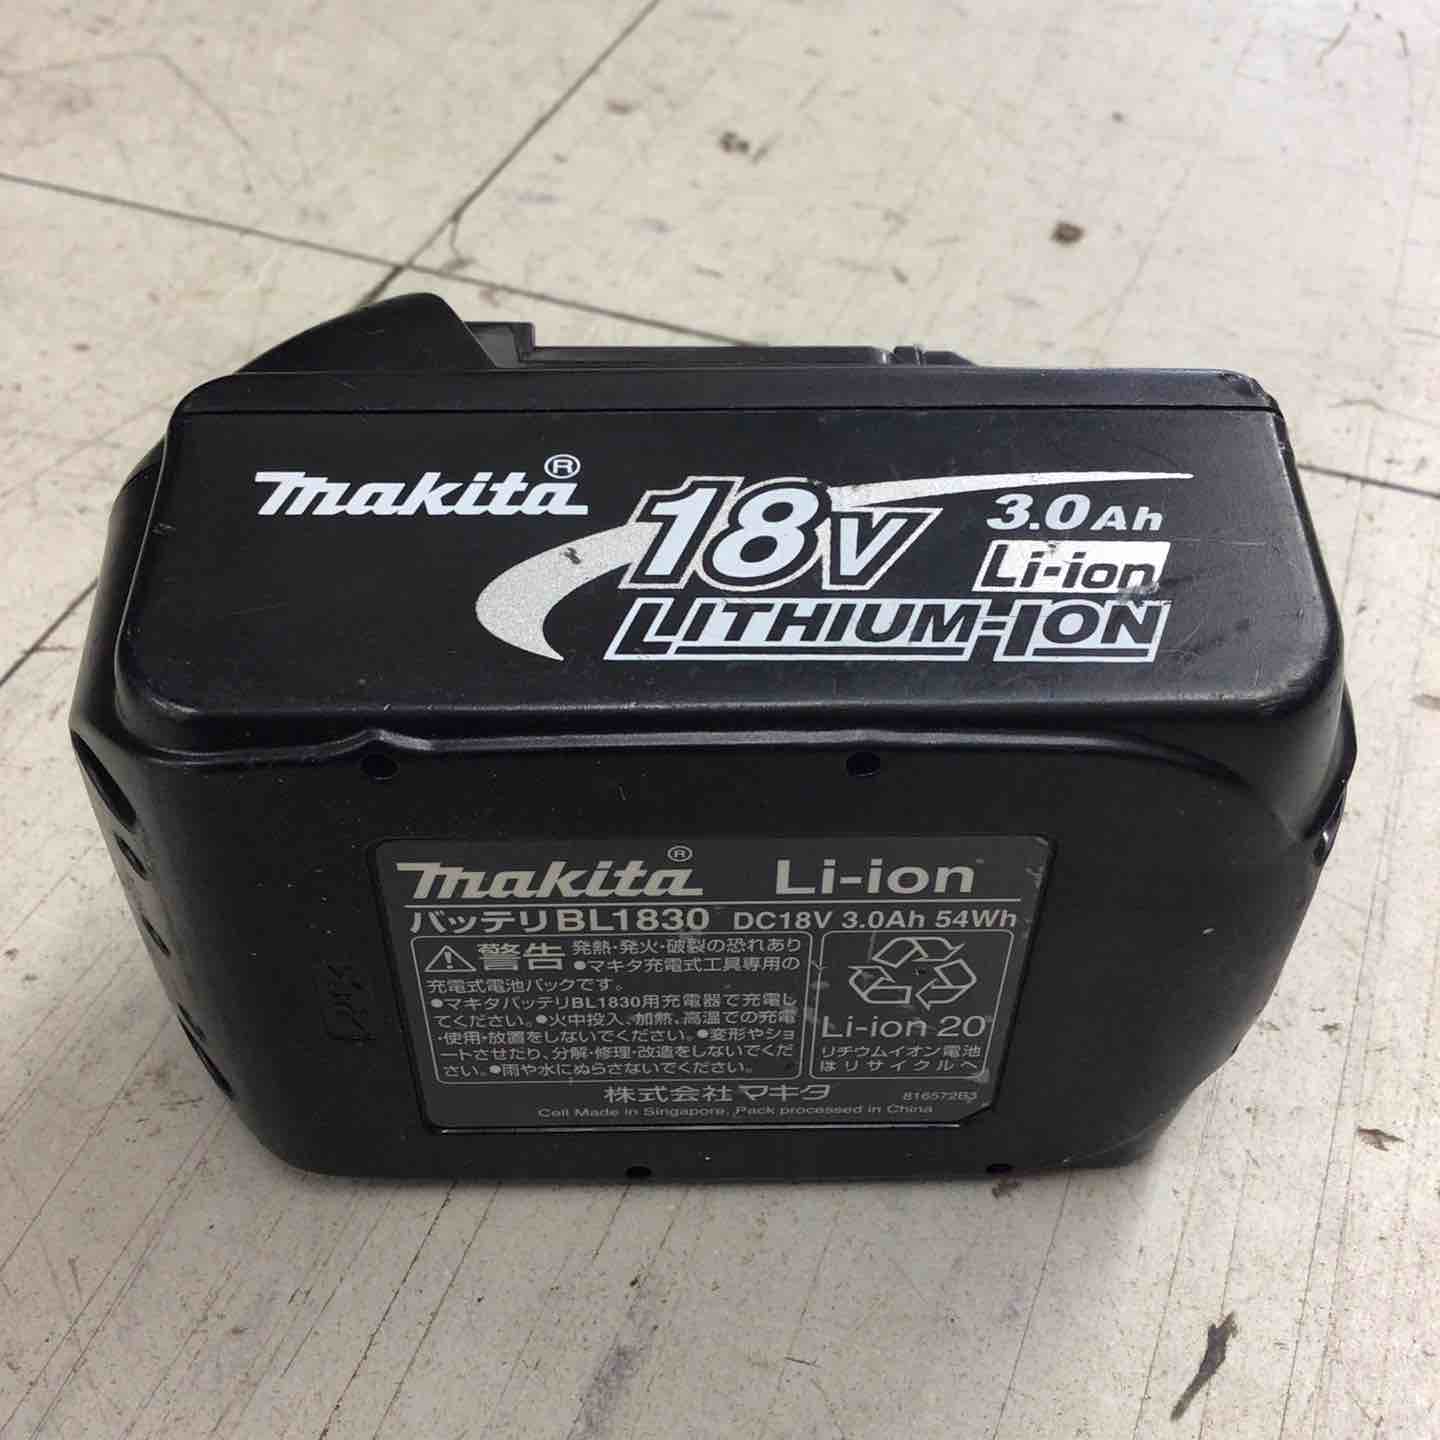 makita®
18V
3.0Ah
Li-ion
LITHIUM-ION
makita® Li-ion
バッテリBL1830 DC18V 3.0Ah 54Wh
警告 発熱・発火・破裂の恐れあり
●マキタ充電式工具専用の
充電式電池パックです。
●マキタバッテリBL1830用充電器で充電し
てください。●火中投入、加熱、高温での充電
・使用・放置をしないでください。●変形やショ
ートさせたり、分解・修理・改造をしないでくだ
さい。●雨や水にぬらさないでください。
Li-ion 20
リチウムイオン電池
はリサイクルへ
株式会社 マキタ
816572B3
Cell Made in Singapore, Pack processed in China